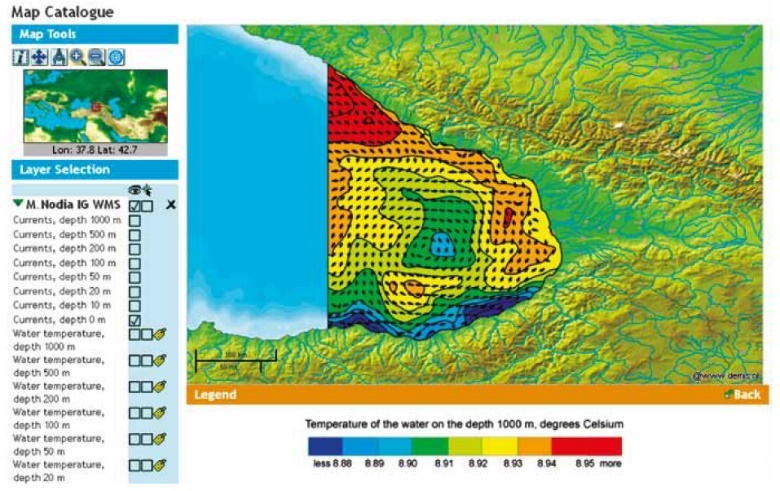 Map Catalogue
Map Tools
Lon: 37.8 Lat: 42.7
Layer Selection
M. Nodia IG WMS
Currents, depth 1000 m
Currents, depth 500 m
Currents, depth 200 m
Currents, depth 100 m
Currents, depth 50 m
Currents, depth 20 m
Currents, depth 10 m
Currents, depth 0 m
Water temperature,
depth 1000 m
Water temperature,
depth 500 m
Water temperature,
depth 200 m
Water temperature,
depth 100 m
Water temperature,
depth 50 m
Water temperature,
depth 20 m
100 km
@www.demis.nl
Legend
Back
Temperature of the water on the depth 1000 m, degrees Celsium
less 8.88 8.89 8.90 8.91 8.92 8.93 8.94 8.95 more